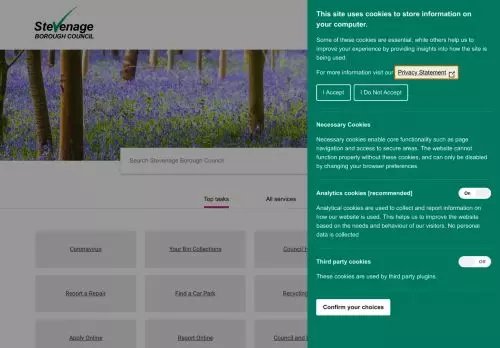 Stevenage
BOROUGH COUNCIL
Search Stevenage Borough Council
Top tasks
All services
Coronavirus
Your Bin Collections
Council
Report a Repair
Find a Car Park
Recycling
Apply Online
Report Online
Council and
This site uses cookies to store information on
your computer.
Some of these cookies are essential, while others help us to
improve your experience by providing insights into how the site is
being used.
For more information visit our Privacy Statement
I Accept
I Do Not Accept
Necessary Cookies
Necessary cookies enable core functionality such as page
navigation and access to secure areas. The website cannot
function properly without these cookies, and can only be disabled
by changing your browser preferences.
Analytics cookies [recommended]
On
Analytical cookies are used to collect and report information on
how our website is used. This helps us to improve the website
based on the needs and behaviour of our visitors. No personal
data is collected
Third party cookies
Off
These cookies are used by third party plugins.
Confirm your choices